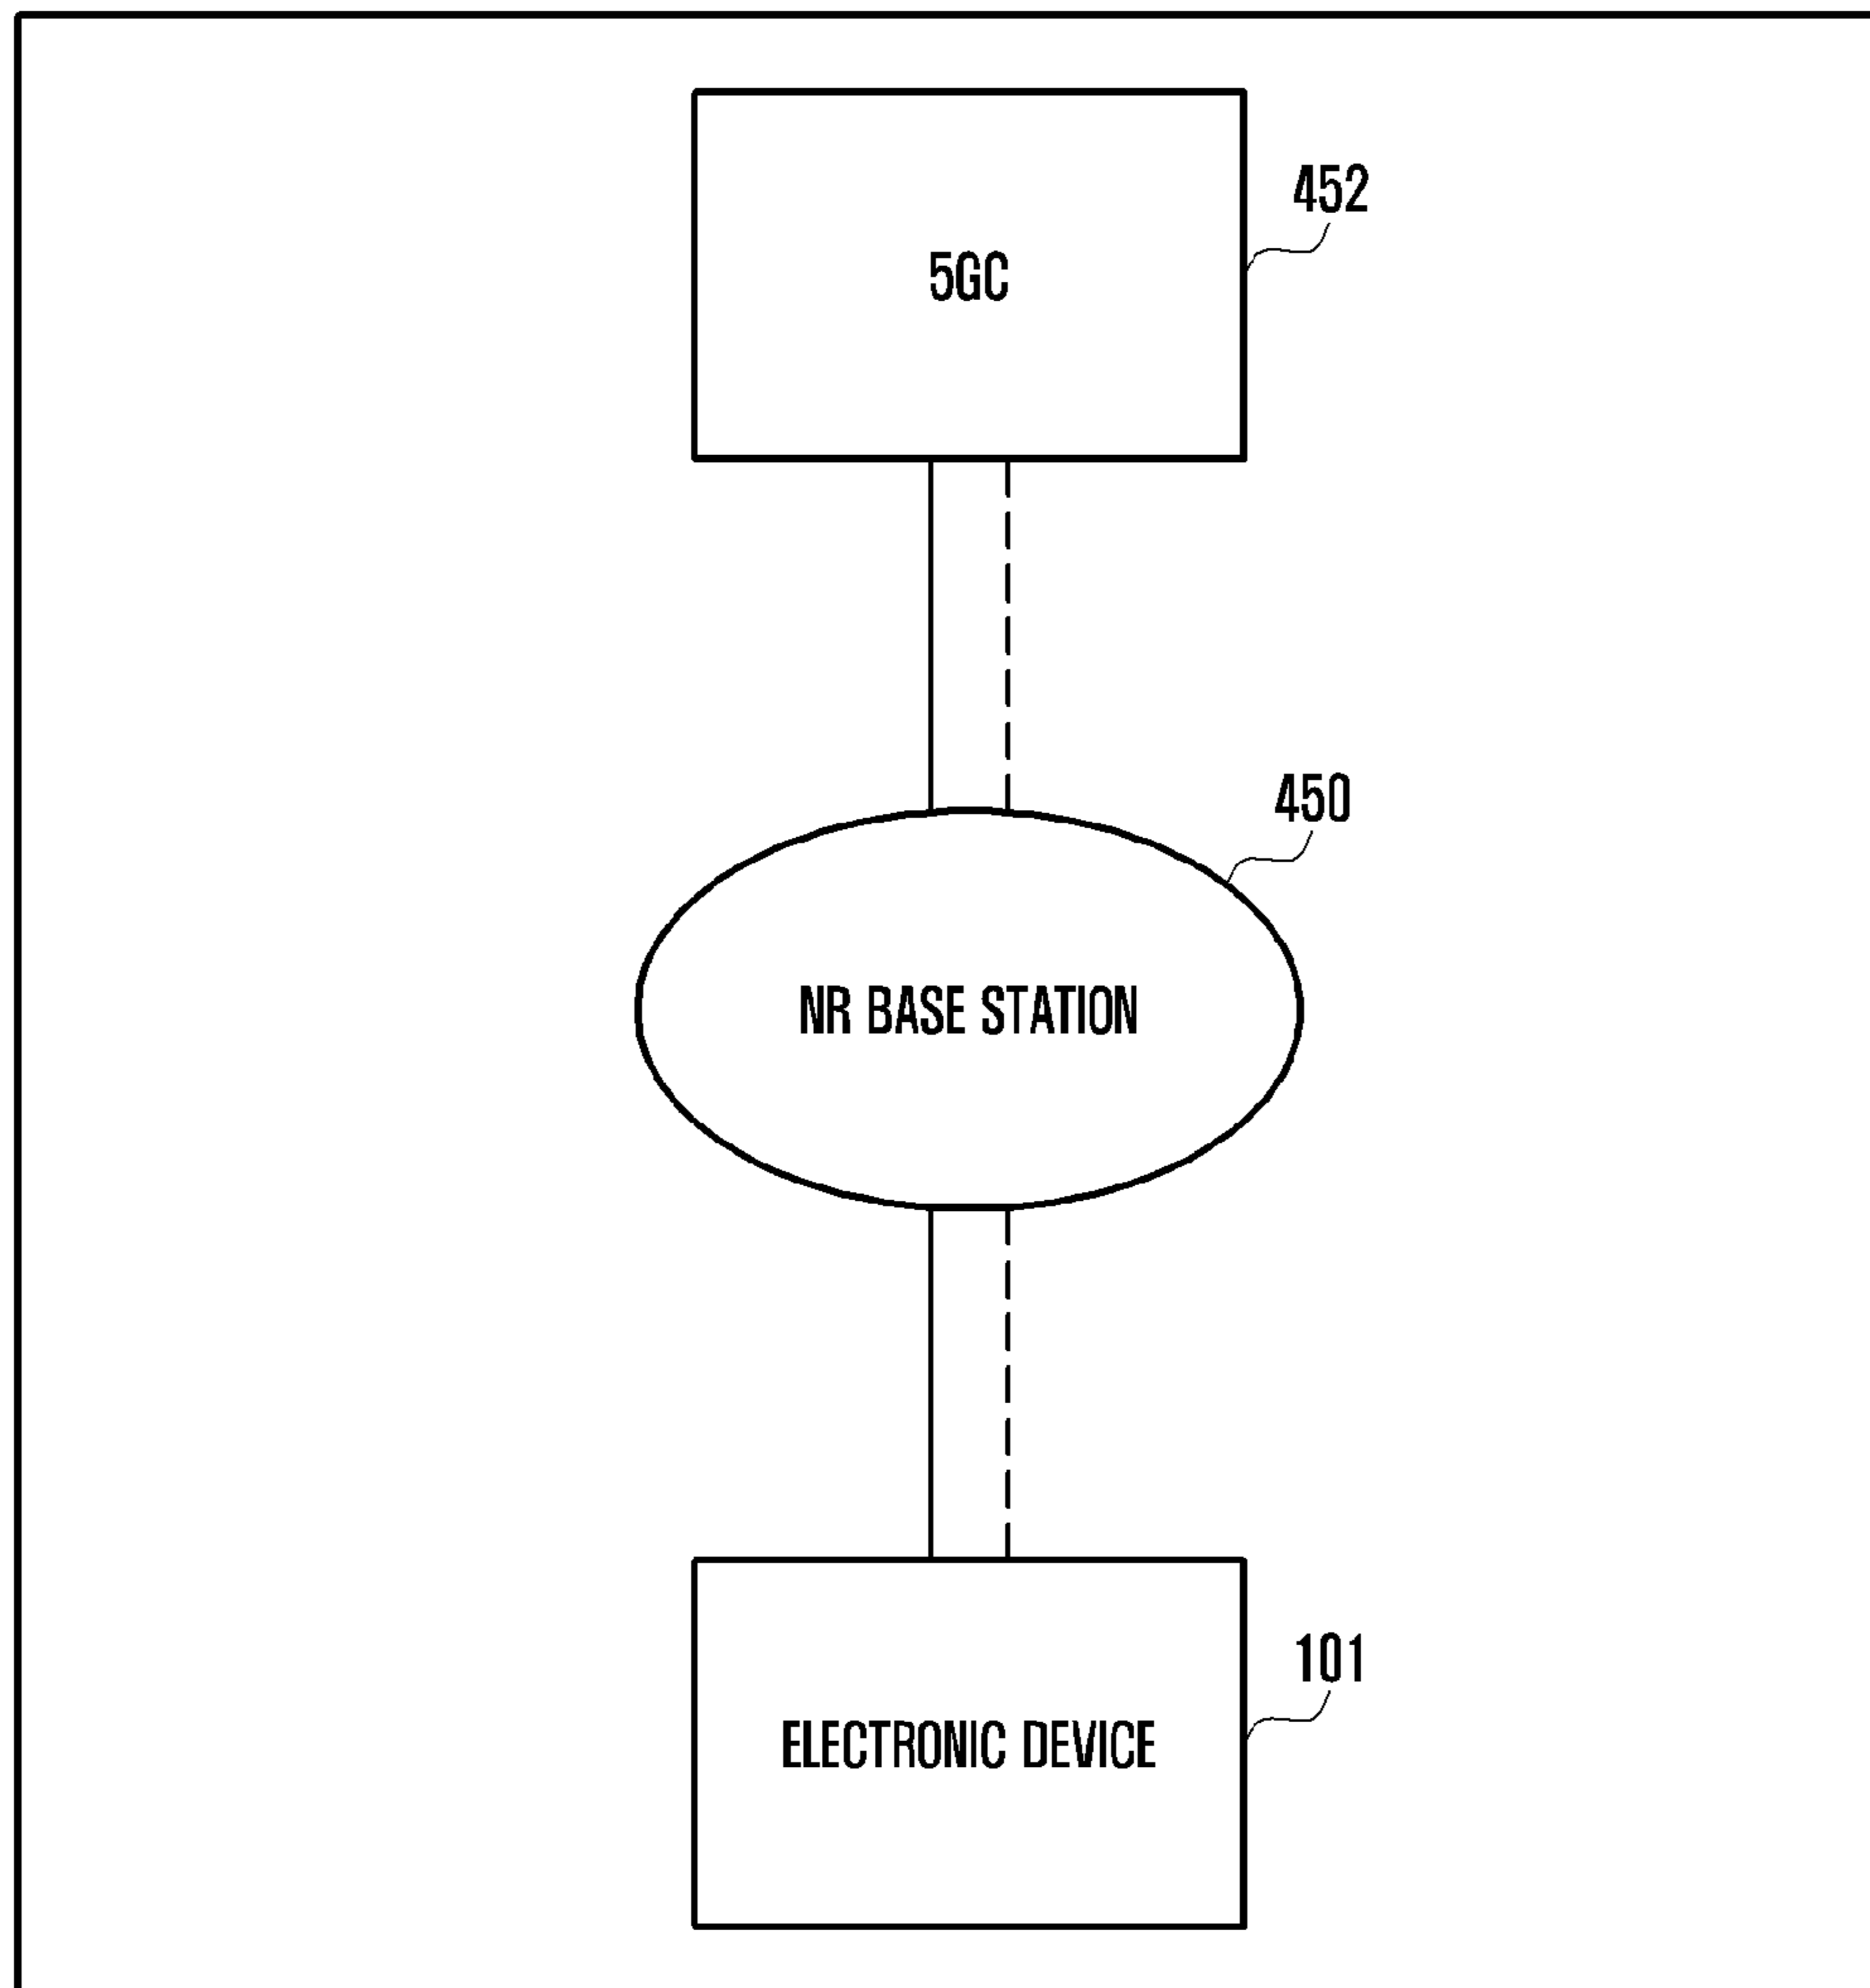 452
5GC
450
NR BASE STATION
101
ELECTRONIC DEVICE